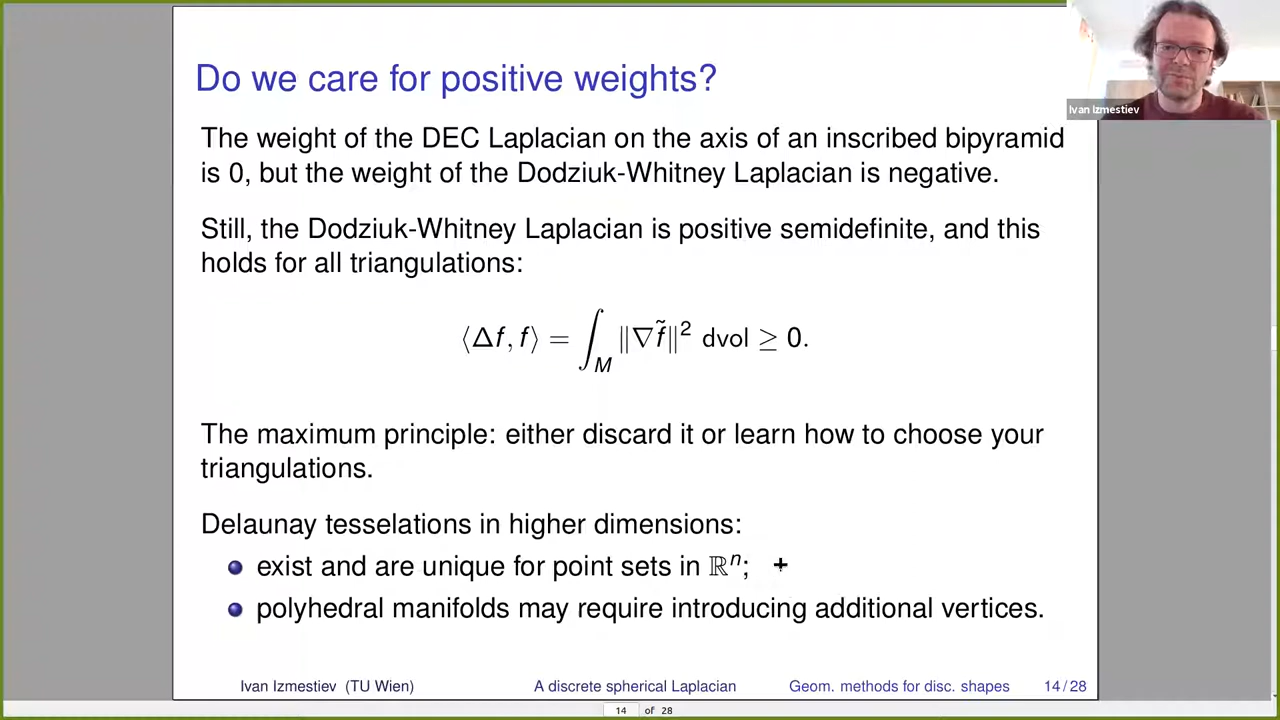 Do we care for positive weights?
Ivan Izmestiev
The weight of the DEC Laplacian on the axis of an inscribed bipyramid
is 0, but the weight of the Dodziuk-Whitney Laplacian is negative.
Still, the Dodziuk-Whitney Laplacian is positive semidefinite, and this
holds for all triangulations:
⟨Δf, f⟩ = ∫_M ‖∇f̃‖² dvol ≥ 0.
The maximum principle: either discard it or learn how to choose your
triangulations.
Delaunay tesselations in higher dimensions:
exist and are unique for point sets in ℝⁿ;
polyhedral manifolds may require introducing additional vertices.
Ivan Izmestiev (TU Wien) A discrete spherical Laplacian Geom. methods for disc. shapes 14 / 28
14 of 28